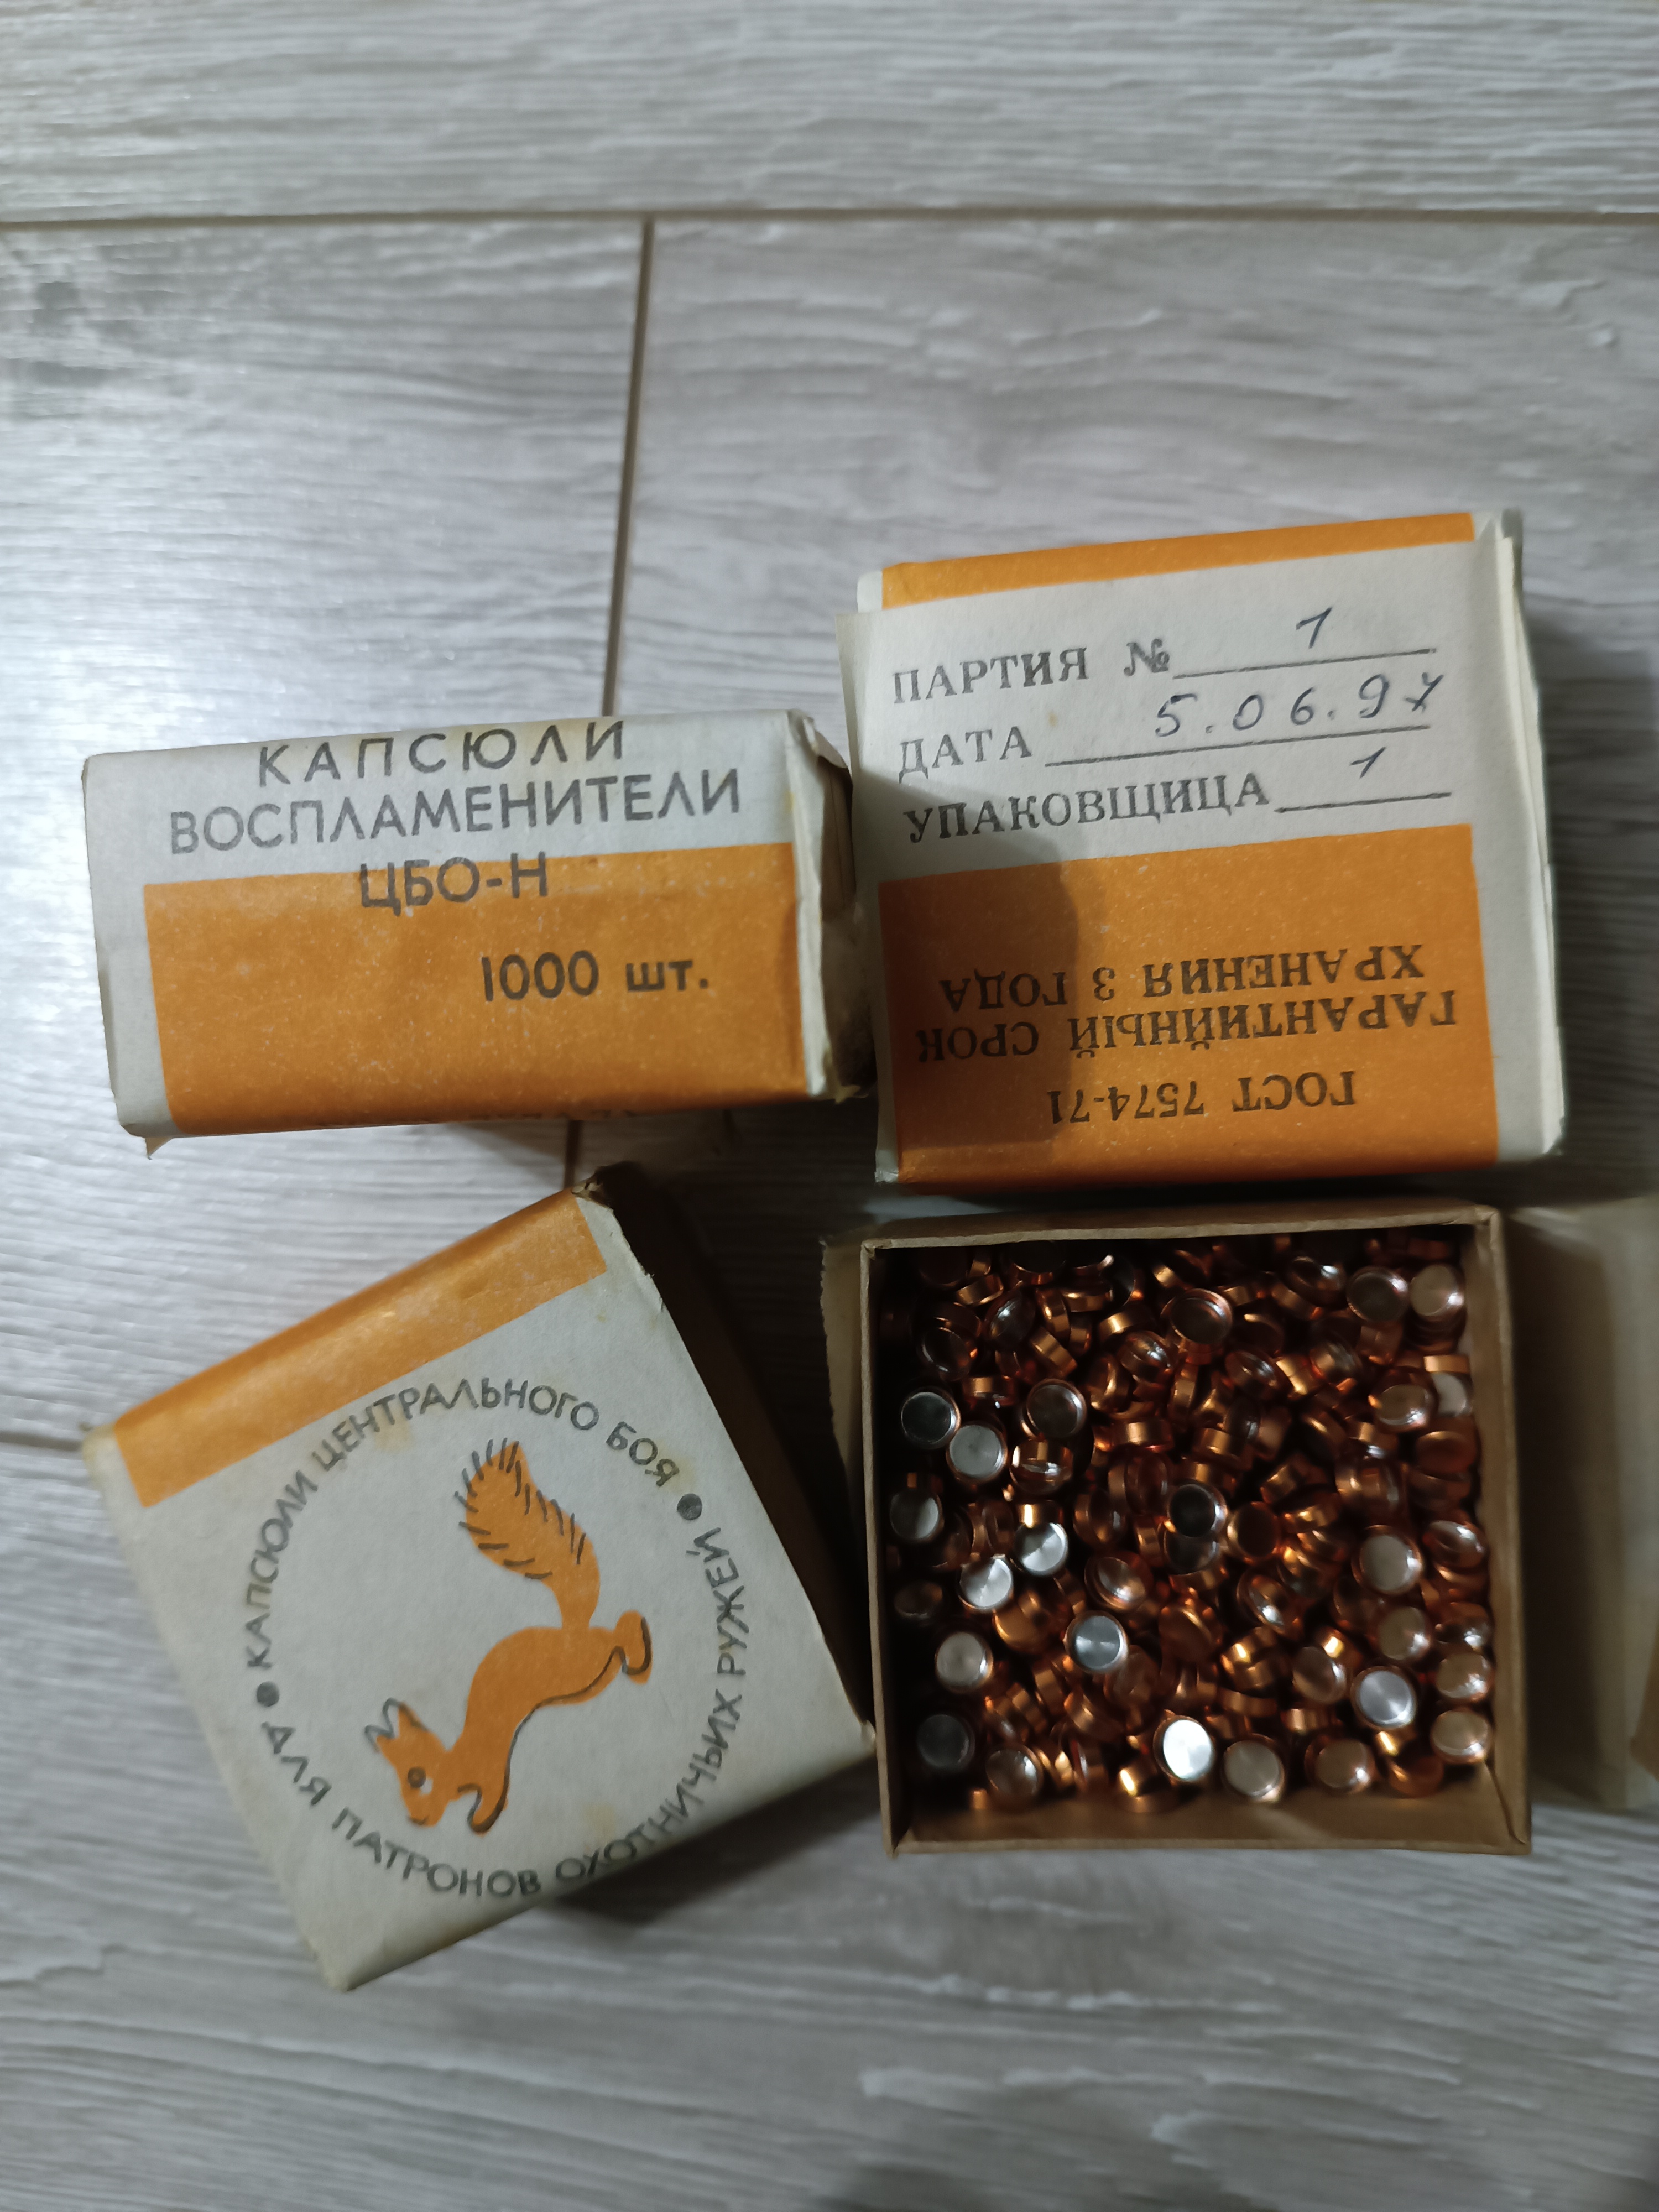 КАПСЮЛИ
ВОСПЛАМЕНИТЕЛИ
ЦБО-Н
1000 шт.
ПАРТИЯ № 1
ДАТА 5.06.97
УПАКОВЩИЦА 1
ГОСТ 7574-71
ГАРАНТИЙНЫЙ СРОК
ХРАНЕНИЯ 3 ГОДА
• КАПСЮЛИ ЦЕНТРАЛЬНОГО БОЯ •
ДЛЯ ПАТРОНОВ ОХОТНИЧЬИХ РУЖЕЙ